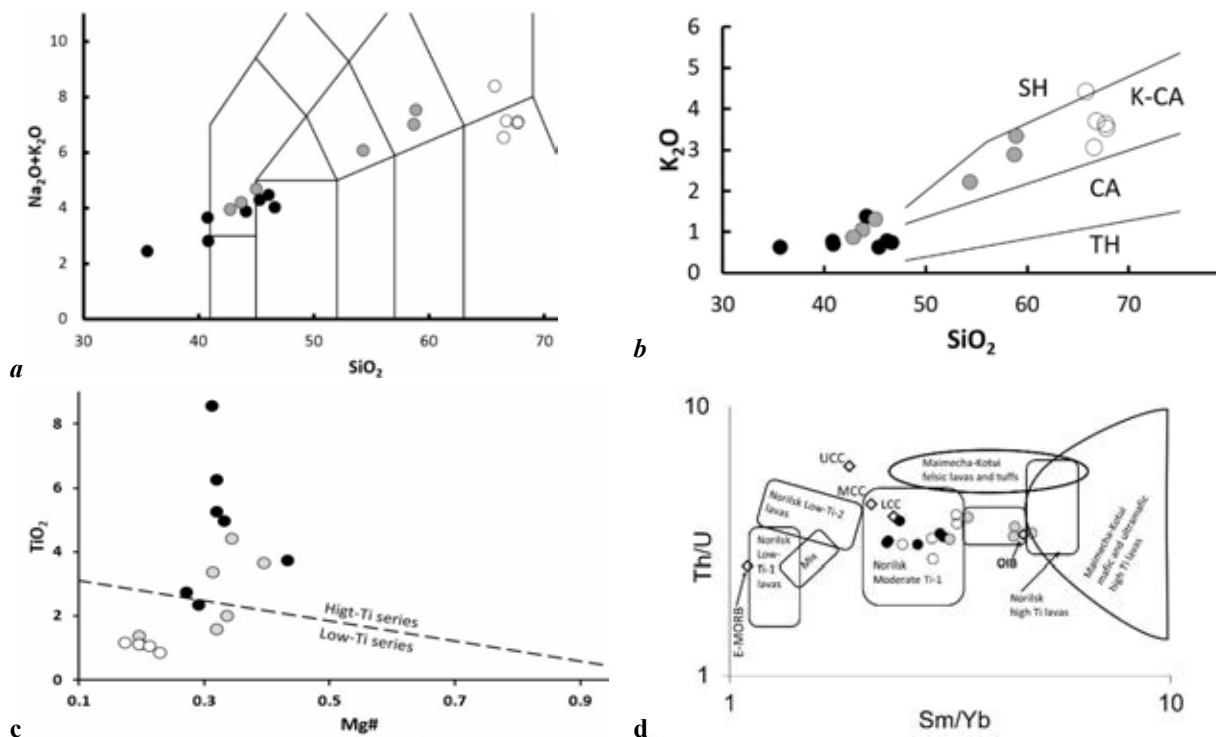 10
8
6
4
2
0
Na₂O+K₂O
30
40
50
60
70
SiO₂
a
6
5
4
3
2
1
0
K₂O
SH
K-CA
CA
TH
30
40
50
60
70
SiO₂
b
8
6
4
2
0
TiO₂
Higt-Ti series
Low-Ti series
0.1
0.3
0.5
0.7
0.9
Mg#
c
10
Th/U
UCC
MCC
LCC
Maimecha-Kotui
felsic lavas and tuffs
Norilsk Low-Ti-2
lavas
Norilsk
Low-
Ti-1
lavas
Mix
Norilsk
Moderate Ti-1
OIB
Norilsk
high Ti lavas
Maimecha-Kotui
mafic and ultramafic
high Ti lavas
E-MORB
1
1
10
Sm/Yb
d